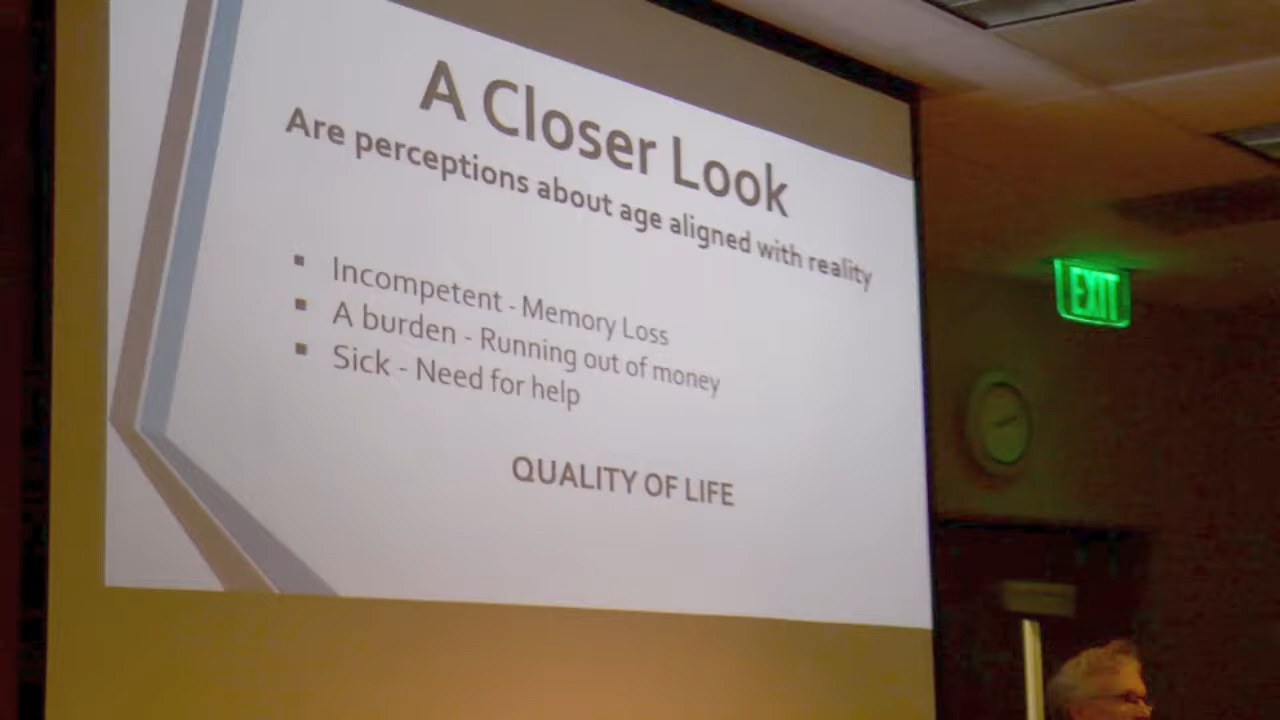 A Closer Look
Are perceptions about age aligned with reality
▪ Incompetent - Memory Loss
▪ A burden - Running out of money
▪ Sick - Need for help
QUALITY OF LIFE
EXIT